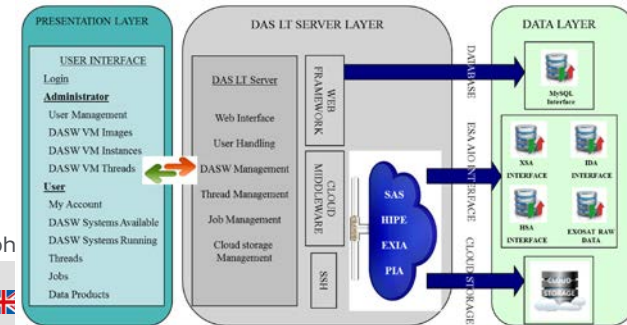 PRESENTATION LAYER
USER INTERFACE
Login
Administrator
User Management
DASW VM Images
DASW VM Instances
DASW VM Threads
User
My Account
DASW Systems Available
DASW Systems Running
Threads
Jobs
Data Products
oh
DAS LT SERVER LAYER
DAS LT Server
Web Interface
User Handling
DASW Management
Thread Management
Job Management
Cloud storage
Management
WEB
FRAMEWORK
CLOUD
MIDDLEWARE
SSH
SAS
HIPE
EXIA
PIA
DATABASE
ESA AIO INTERFACE
CLOUD STORAGE
DATA LAYER
MySQL
Interface
XSA
INTERFACE
IDA
INTERFACE
HSA
INTERFACE
EXOSAT RAW
DATA
CLOUD
STORAGE